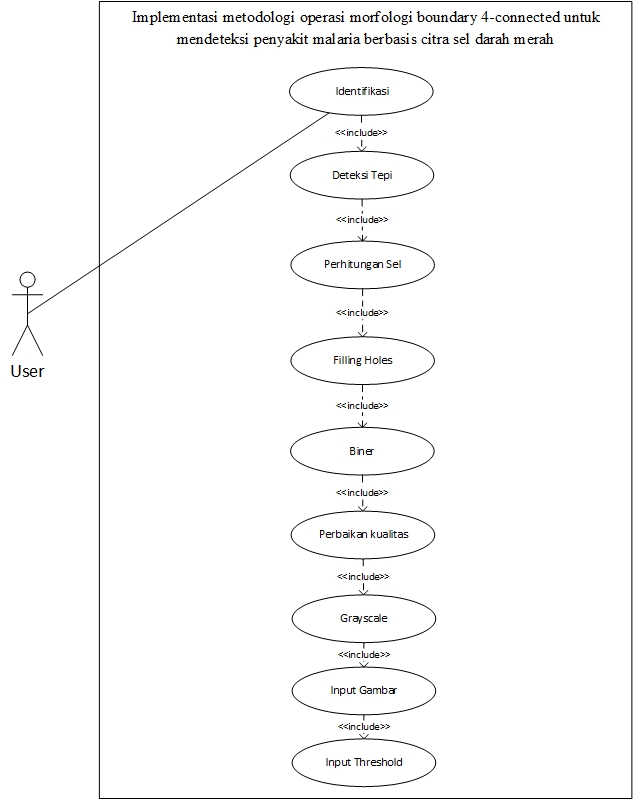 Implementasi metodologi operasi morfologi boundary 4-connected untuk
mendeteksi penyakit malaria berbasis citra sel darah merah
Identifikasi
<<include>>
Deteksi Tepi
<<include>>
Perhitungan Sel
<<include>>
Filling Holes
<<include>>
Biner
<<include>>
Perbaikan kualitas
<<include>>
Grayscale
<<include>>
Input Gambar
<<include>>
Input Threshold
User